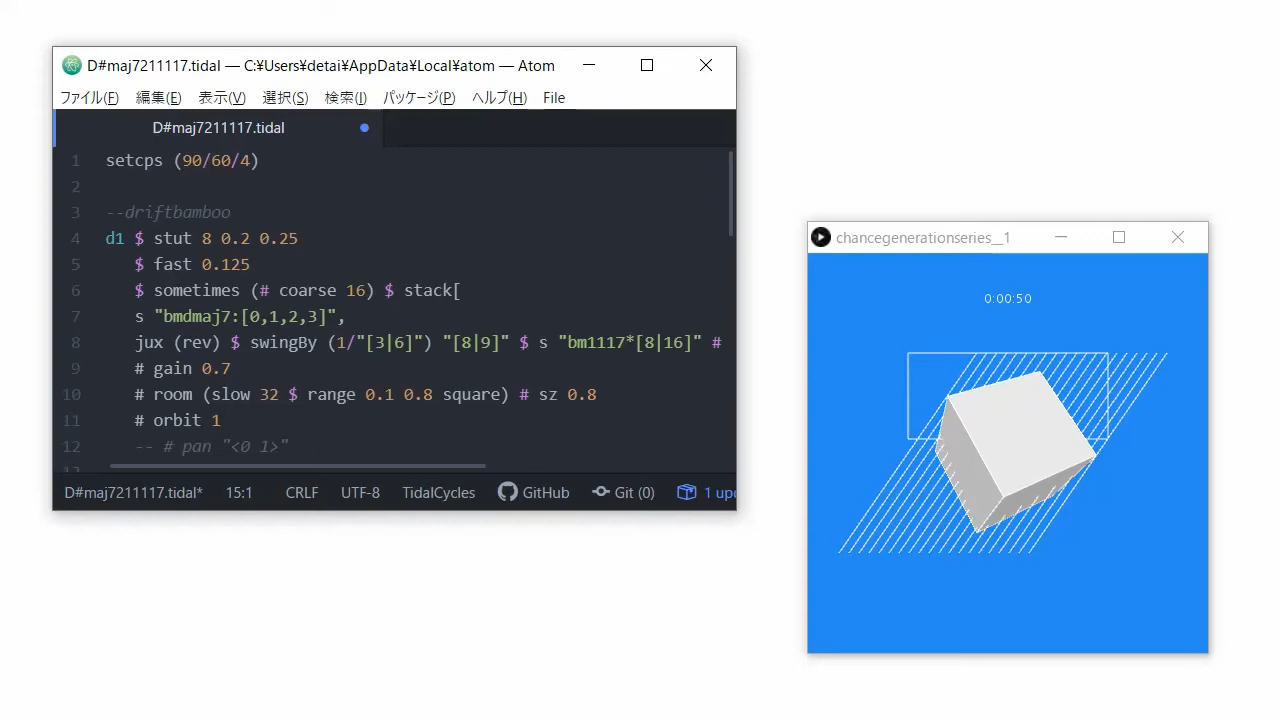 D#maj7211117.tidal — C:¥Users¥detai¥AppData¥Local¥atom — Atom
ファイル(F) 編集(E) 表示(V) 選択(S) 検索(I) パッケージ(P) ヘルプ(H) File
D#maj7211117.tidal
1 setcps (90/60/4)
2
3 --driftbamboo
4 d1 $ stut 8 0.2 0.25
5 $ fast 0.125
6 $ sometimes (# coarse 16) $ stack[
7 s "bmdmaj7:[0,1,2,3]",
8 jux (rev) $ swingBy (1/"[3|6]") "[8|9]" $ s "bm1117*[8|16]" #
9 # gain 0.7
10 # room (slow 32 $ range 0.1 0.8 square) # sz 0.8
11 # orbit 1
12 -- # pan "<0 1>"
D#maj7211117.tidal* 15:1 CRLF UTF-8 TidalCycles GitHub Git (0) 1
chancegenerationseries__1
0:00:50